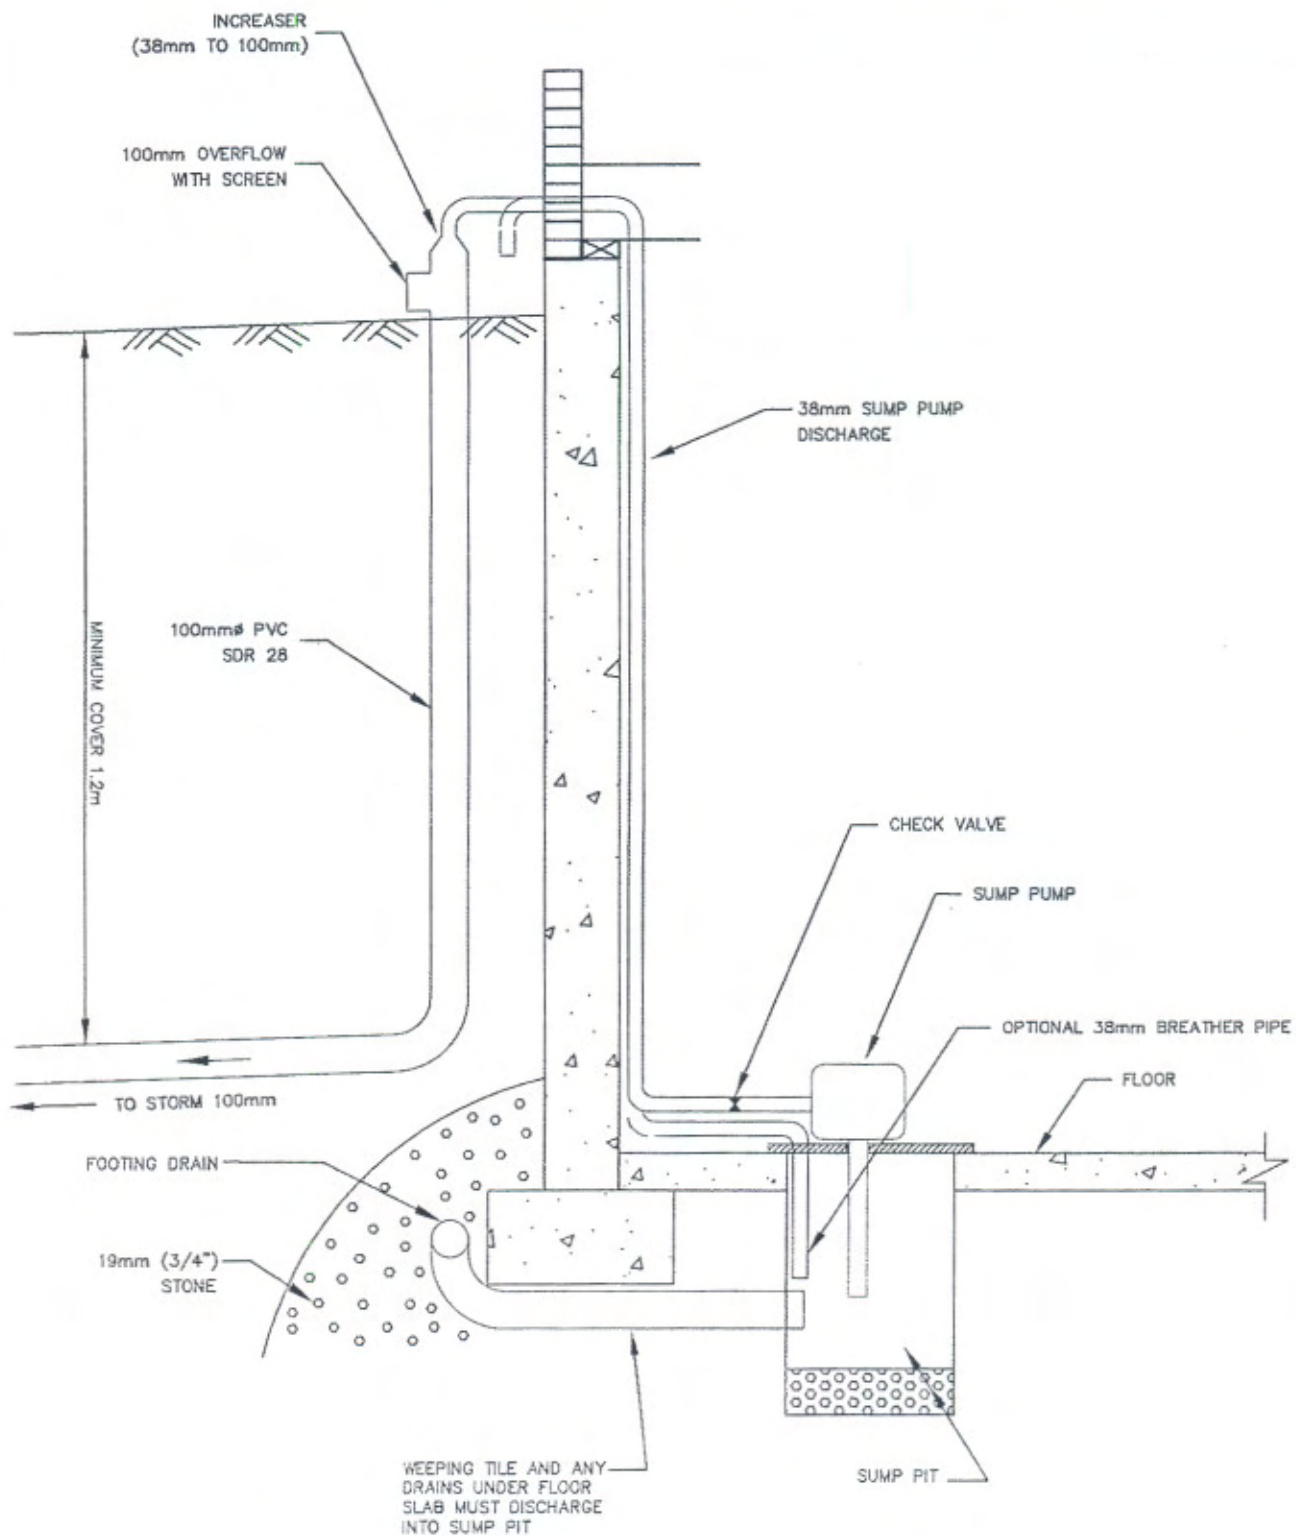 INCREASER
(38mm TO 100mm)
100mm OVERFLOW
WITH SCREEN
38mm SUMP PUMP
DISCHARGE
100mmø PVC
SDR 28
MINIMUM COVER 1.2m
CHECK VALVE
SUMP PUMP
OPTIONAL 38mm BREATHER PIPE
FLOOR
TO STORM 100mm
FOOTING DRAIN
19mm (3/4")
STONE
WEEPING TILE AND ANY
DRAINS UNDER FLOOR
SLAB MUST DISCHARGE
INTO SUMP PIT
SUMP PIT